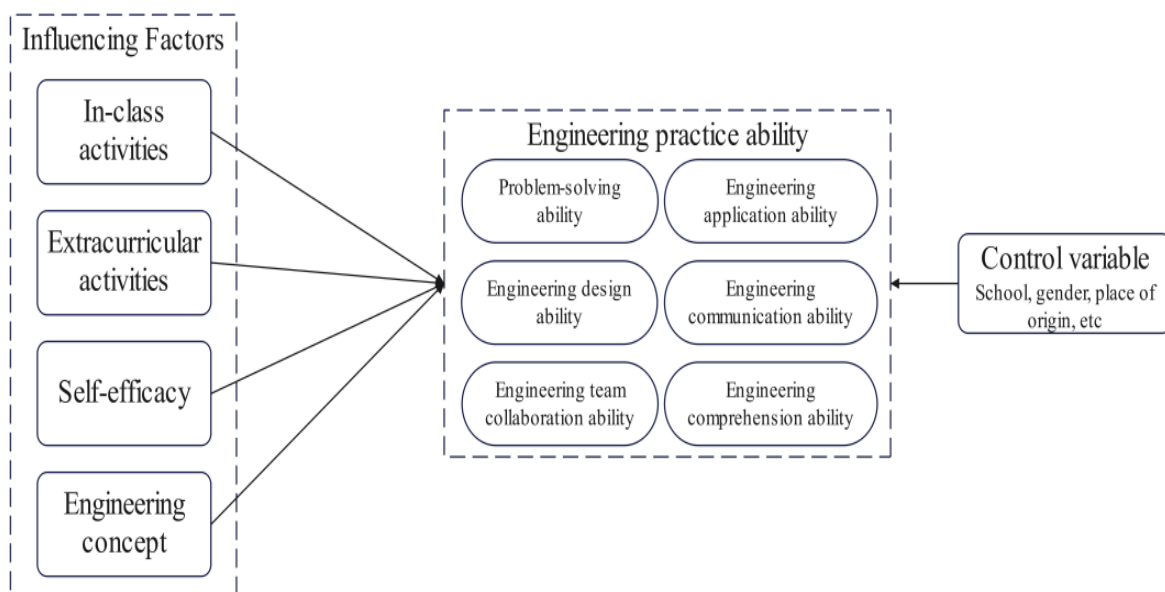 Influencing Factors
In-class
activities
Extracurricular
activities
Self-efficacy
Engineering
concept
Engineering practice ability
Problem-solving
ability
Engineering
application ability
Engineering design
ability
Engineering
communication ability
Engineering team
collaboration ability
Engineering
comprehension ability
Control variable
School, gender, place of
origin, etc